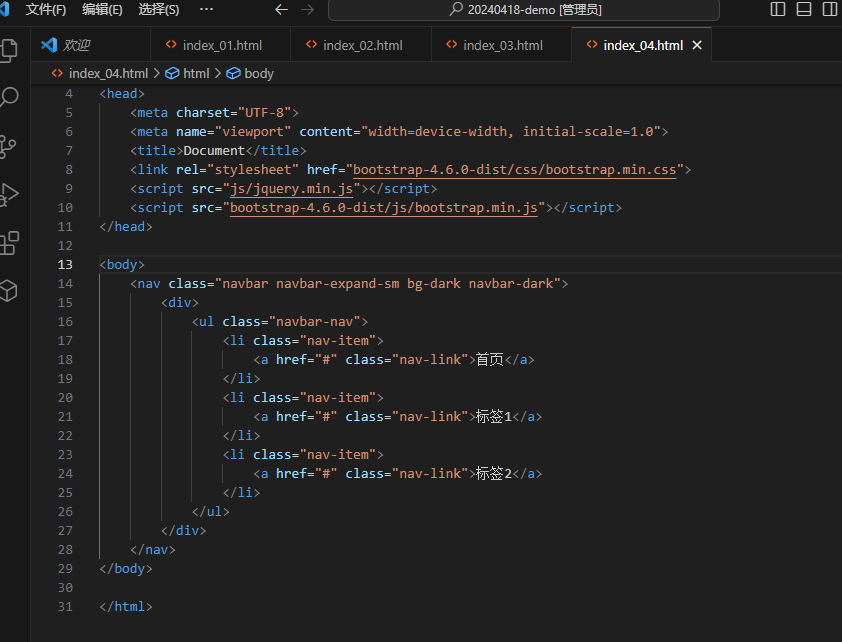 文件(F) 编辑(E) 选择(S) ··· ← → 20240418-demo [管理员]
欢迎 <> index_01.html <> index_02.html <> index_03.html <> index_04.html ×
<> index_04.html > html > body
4 <head>
5 <meta charset="UTF-8">
6 <meta name="viewport" content="width=device-width, initial-scale=1.0">
7 <title>Document</title>
8 <link rel="stylesheet" href="bootstrap-4.6.0-dist/css/bootstrap.min.css">
9 <script src="js/jquery.min.js"></script>
10 <script src="bootstrap-4.6.0-dist/js/bootstrap.min.js"></script>
11 </head>
12
13 <body>
14 <nav class="navbar navbar-expand-sm bg-dark navbar-dark">
15 <div>
16 <ul class="navbar-nav">
17 <li class="nav-item">
18 <a href="#" class="nav-link">首页</a>
19 </li>
20 <li class="nav-item">
21 <a href="#" class="nav-link">标签1</a>
22 </li>
23 <li class="nav-item">
24 <a href="#" class="nav-link">标签2</a>
25 </li>
26 </ul>
27 </div>
28 </nav>
29 </body>
30
31 </html>